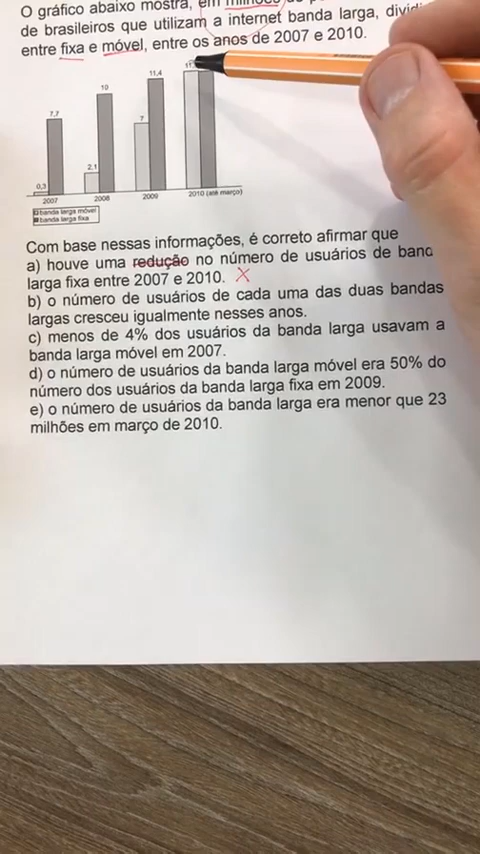 O gráfico abaixo mostra, em milhões
de brasileiros que utilizam a internet banda larga,
entre fixa e móvel, entre os anos de 2007 e 2010.
11,4
10
7,7
7
2,1
0,3
2007 2008 2009 2010 (até março)
banda larga móvel
banda larga fixa
Com base nessas informações, é correto afirmar que
a) houve uma redução no número de usuários de
larga fixa entre 2007 e 2010. X
b) o número de usuários de cada uma das duas bandas
largas cresceu igualmente nesses anos.
c) menos de 4% dos usuários da banda larga usavam a
banda larga móvel em 2007.
d) o número de usuários da banda larga móvel era 50% do
número dos usuários da banda larga fixa em 2009.
e) o número de usuários da banda larga era menor que 23
milhões em março de 2010.